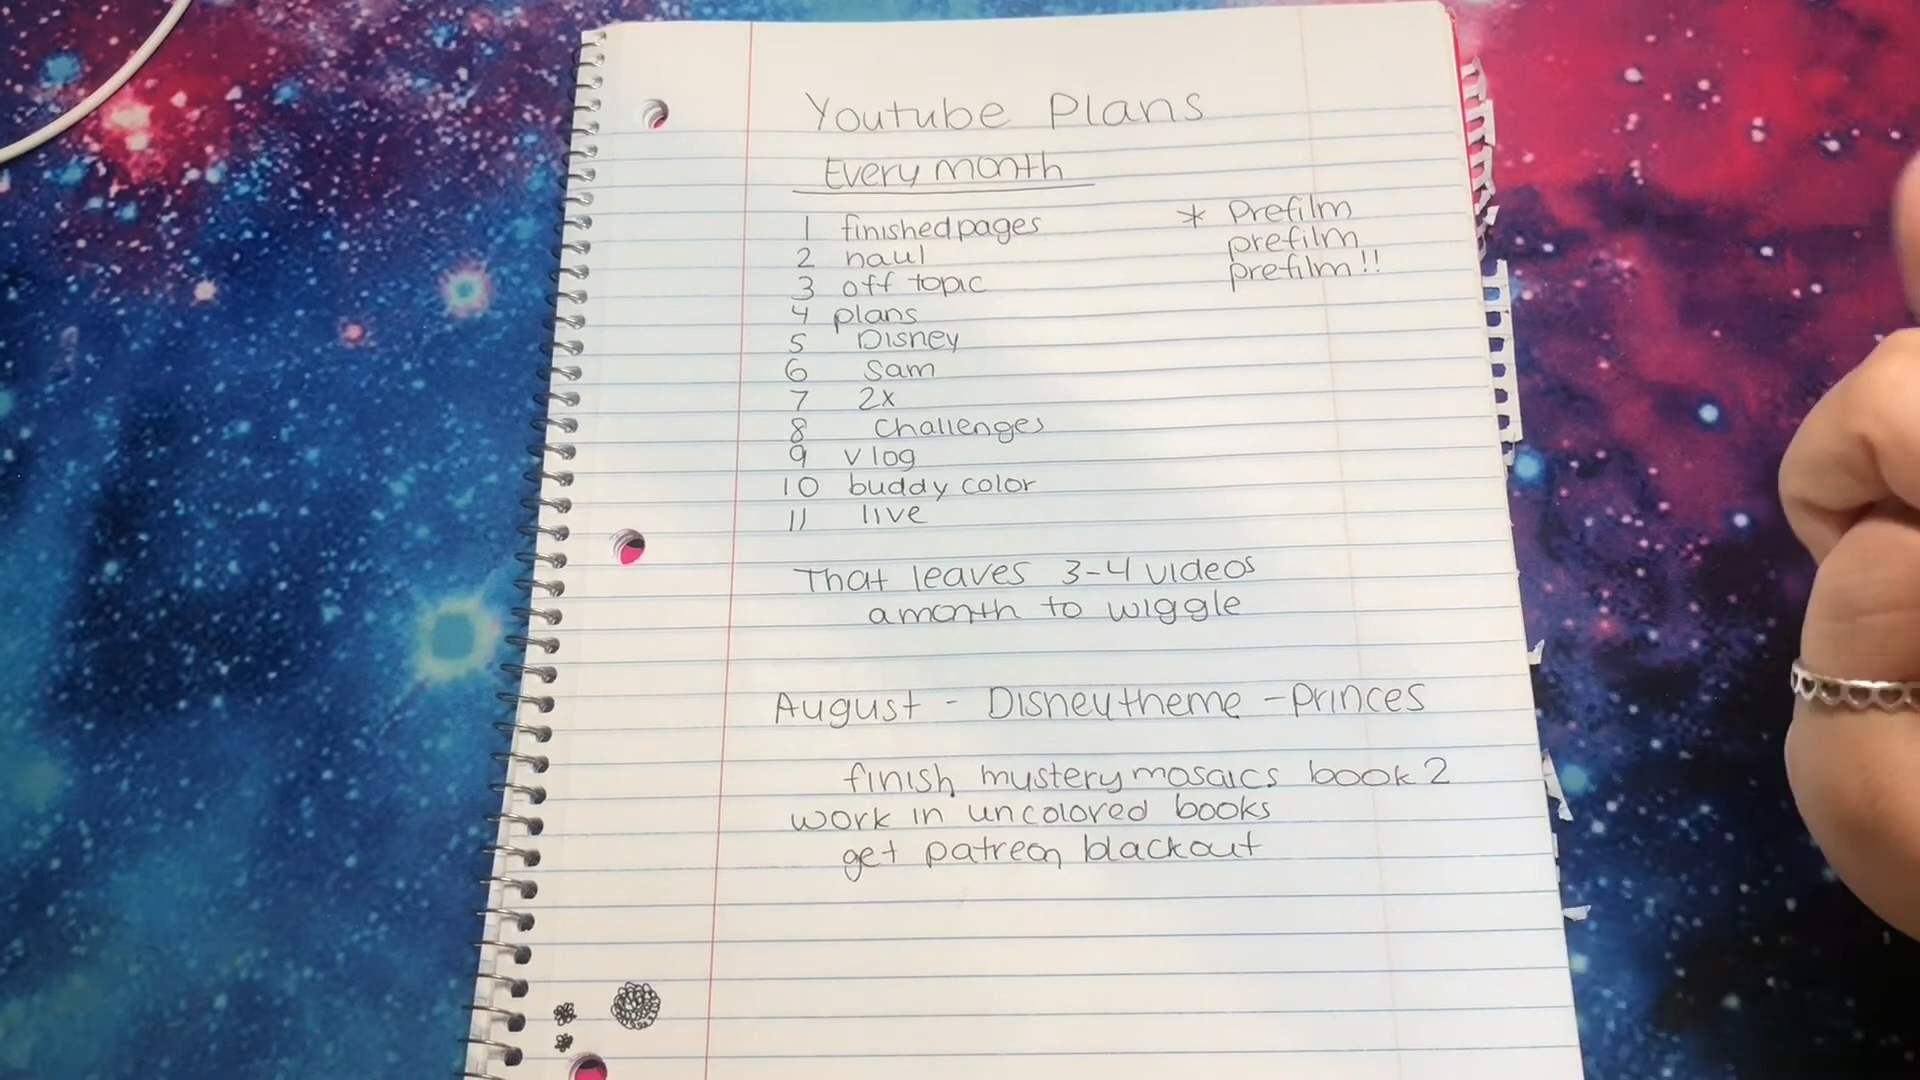 Youtube Plans
Every month
1 finished pages
* Prefilm
2 haul
prefilm
3 off topic
prefilm!!
4 plans
5 Disney
6 Sam
7 2x
8 Challenges
9 vlog
10 buddy color
11 live
That leaves 3-4 videos
a month to wiggle
August - Disney theme - Princes
finish mystery mosaics book 2
work in uncolored books
get patreon blackout